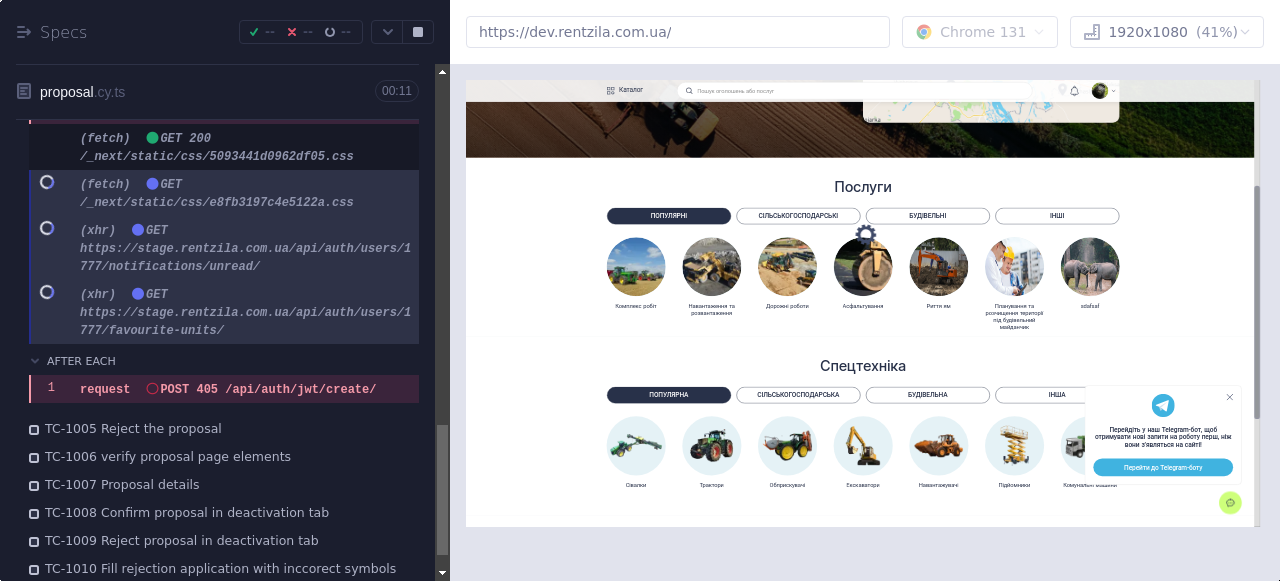 Specs
--
--
--
https://dev.rentzila.com.ua/
Chrome 131
1920x1080 (41%)
proposal.cy.ts
00:11
(fetch) GET 200
/_next/static/css/5093441d0962df05.css
(fetch) GET
/_next/static/css/e8fb3197c4e5122a.css
(xhr) GET
https://stage.rentzila.com.ua/api/auth/users/1
777/notifications/unread/
(xhr) GET
https://stage.rentzila.com.ua/api/auth/users/1
777/favourite-units/
AFTER EACH
1 request POST 405 /api/auth/jwt/create/
TC-1005 Reject the proposal
TC-1006 verify proposal page elements
TC-1007 Proposal details
TC-1008 Confirm proposal in deactivation tab
TC-1009 Reject proposal in deactivation tab
TC-1010 Fill rejection application with inccorect symbols
Каталог
Пошук оголошень або послуг
Послуги
ПОПУЛЯРНІ
СІЛЬСЬКОГОСПОДАРСЬКІ
БУДІВЕЛЬНІ
ІНШІ
Комплекс робіт
Навантаження та
розвантаження
Дорожні роботи
Асфальтування
Риття ям
Планування та
розчищення території
під будівельний
майданчик
sdafsaf
Спецтехніка
ПОПУЛЯРНА
СІЛЬСЬКОГОСПОДАРСЬКА
БУДІВЕЛЬНА
ІНША
Сівалки
Трактори
Обприскувачі
Екскаватори
Навантажувачі
Підйомники
Комунальні машини
Перейдіть у наш Telegram-бот, щоб
отримувати нові запити на роботу перш, ніж
вони з'являться на сайті!
Перейти до Telegram-боту